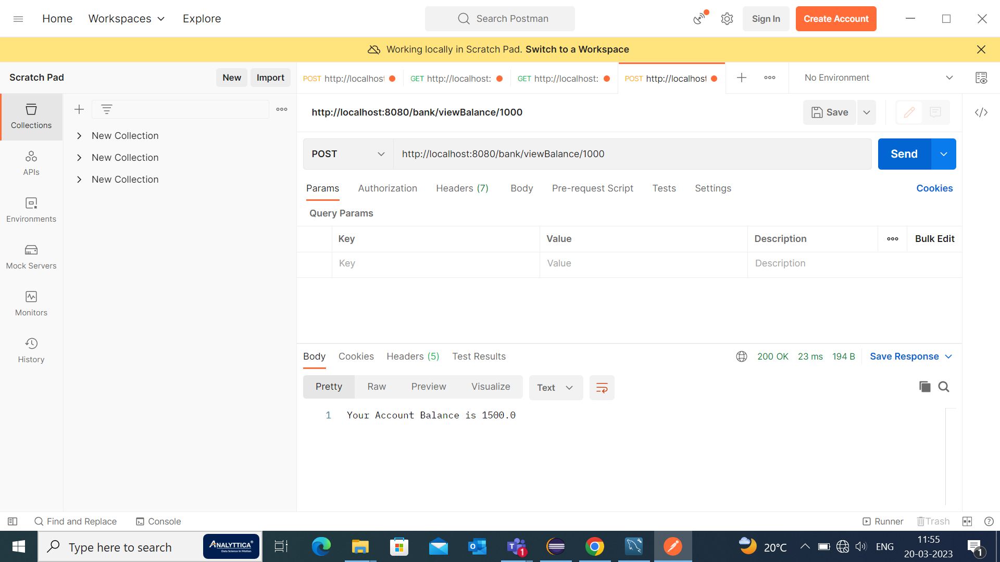 Home Workspaces Explore
Search Postman
Sign In
Create Account
Working locally in Scratch Pad. Switch to a Workspace
Scratch Pad
New
Import
POST http://localhost
GET http://localhost:
GET http://localhost:
POST http://localhost
No Environment
Collections
APIs
Environments
Mock Servers
Monitors
History
New Collection
New Collection
New Collection
http://localhost:8080/bank/viewBalance/1000
Save
POST
http://localhost:8080/bank/viewBalance/1000
Send
Params Authorization Headers (7) Body Pre-request Script Tests Settings
Cookies
Query Params
Key Value Description Bulk Edit
Key Value Description
Body Cookies Headers (5) Test Results
200 OK 23 ms 194 B Save Response
Pretty Raw Preview Visualize Text
1 Your Account Balance is 1500.0
Find and Replace
Console
Runner
Trash
Type here to search
ANALYTTICA®
Data Science In Motion
1
20°C
ENG
11:55
20-03-2023
1